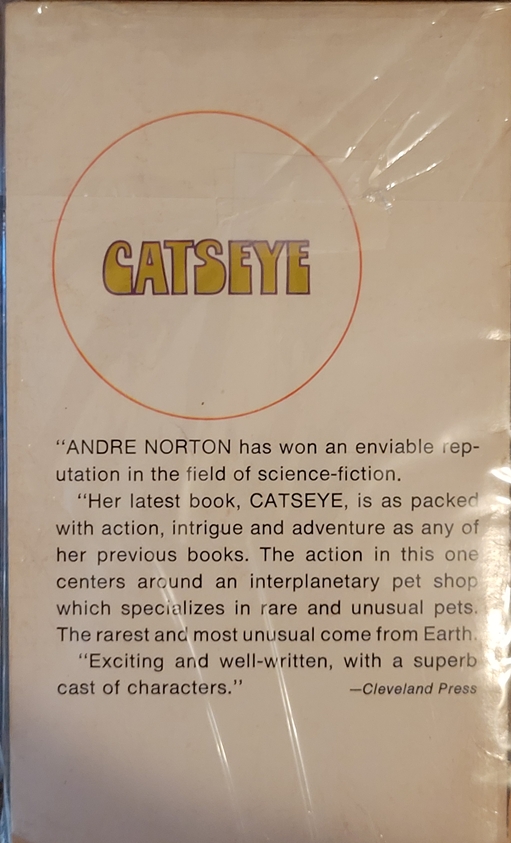 CATSEYE
“ANDRE NORTON has won an enviable rep-
utation in the field of science-fiction.
“Her latest book, CATSEYE, is as packed
with action, intrigue and adventure as any of
her previous books. The action in this one
centers around an interplanetary pet shop
which specializes in rare and unusual pets.
The rarest and most unusual come from Earth.
“Exciting and well-written, with a superb
cast of characters.” —Cleveland Press